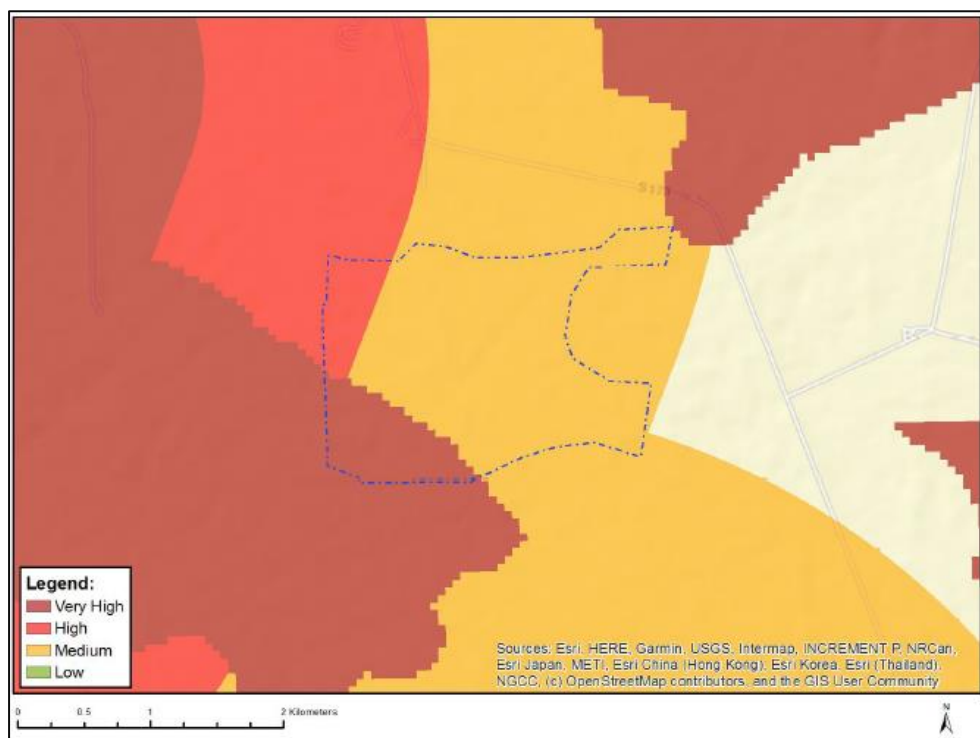 S 173
Legend:
Very High
High
Medium
Low
Sources: Esri, HERE, Garmin, USGS, Intermap, INCREMENT P, NRCan,
Esri Japan, METI, Esri China (Hong Kong), Esri Korea, Esri (Thailand),
NGCC, (c) OpenStreetMap contributors, and the GIS User Community
0 0.5 1 2 Kilometers
N